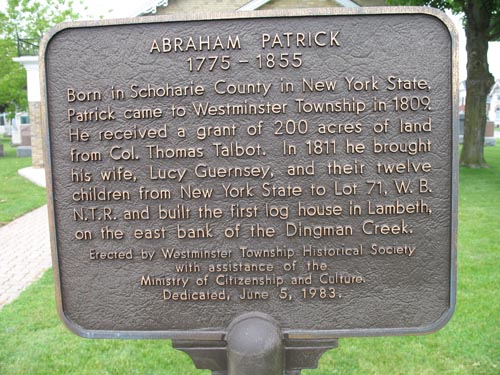 ABRAHAM PATRICK
1775 - 1855
Born in Schoharie County in New York State,
Patrick came to Westminster Township in 1809.
He received a grant of 200 acres of land
from Col. Thomas Talbot. In 1811 he brought
his wife, Lucy Guernsey, and their twelve
children from New York State to Lot 71, W. B.
N.T.R. and built the first log house in Lambeth,
on the east bank of the Dingman Creek.
Erected by Westminster Township Historical Society
with assistance of the
Ministry of Citizenship and Culture.
Dedicated, June 5, 1983.